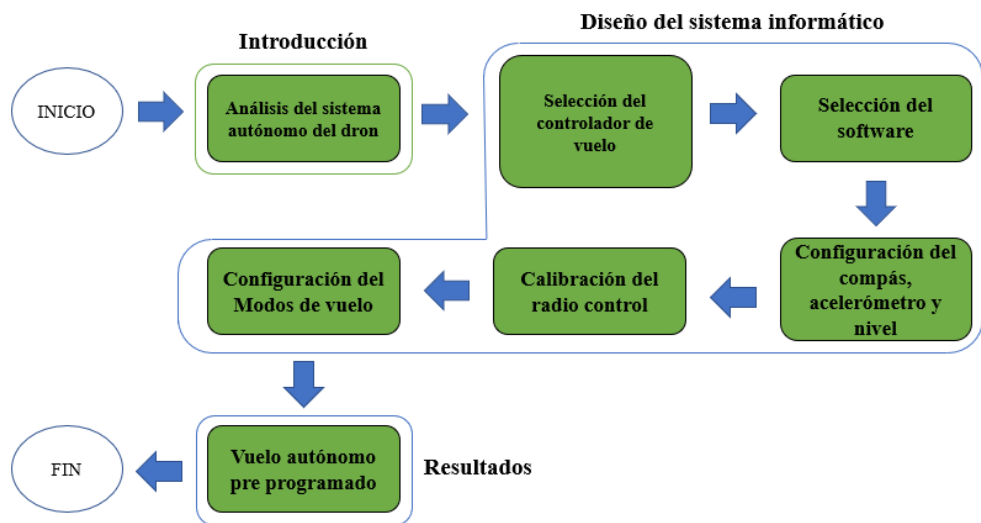 Introducción
Diseño del sistema informático
INICIO
Análisis del sistema
autónomo del dron
Selección del
controlador de
vuelo
Selección del
software
Configuración del
compás,
acelerómetro y
nivel
Calibración del
radio control
Configuración del
Modos de vuelo
Vuelo autónomo
pre programado
Resultados
FIN